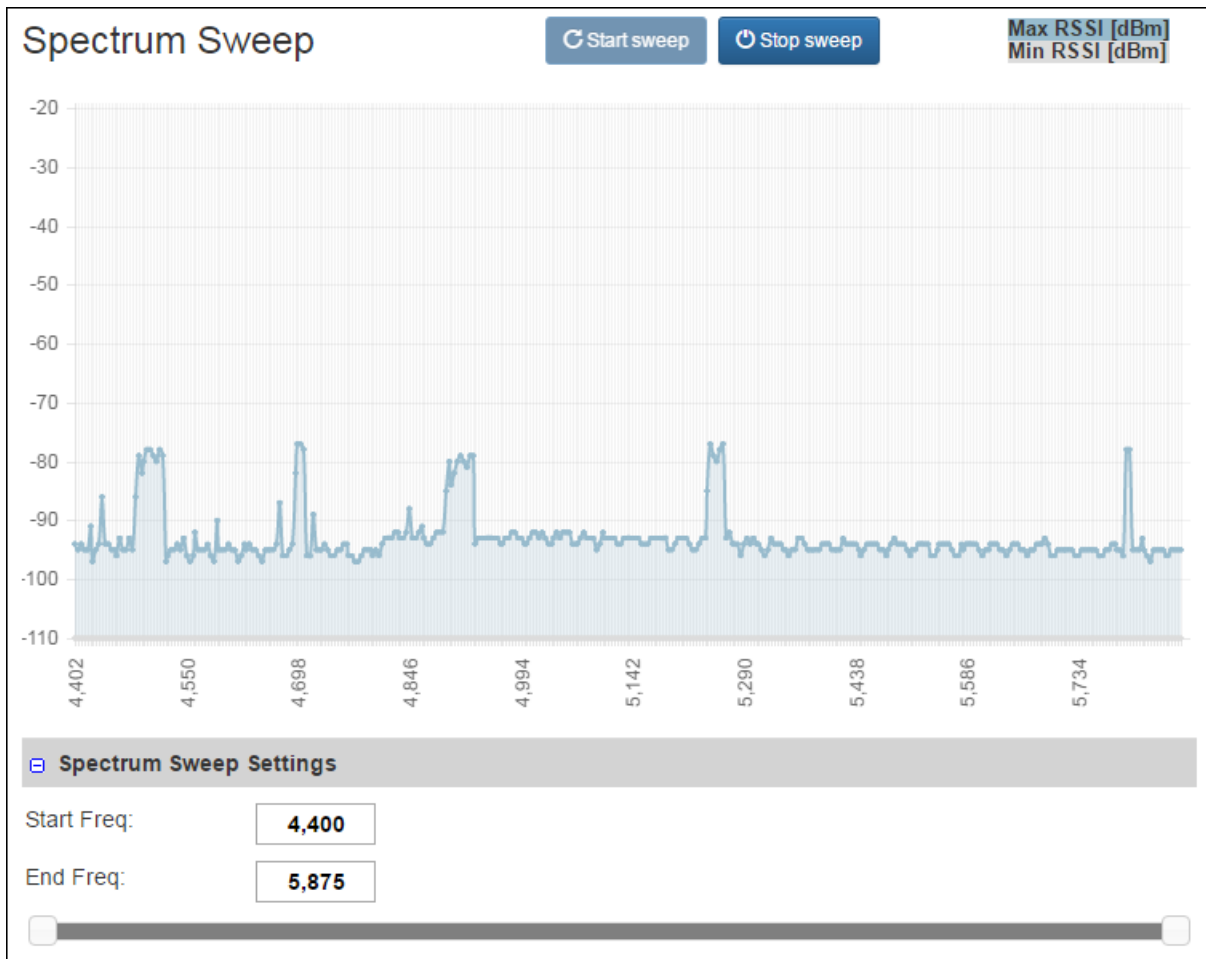 Spectrum Sweep
Start sweep
Stop sweep
Max RSSI [dBm]
Min RSSI [dBm]
-20
-30
-40
-50
-60
-70
-80
-90
-100
-110
4,402
4,550
4,698
4,846
4,994
5,142
5,290
5,438
5,586
5,734
Spectrum Sweep Settings
Start Freq:
4,400
End Freq:
5,875